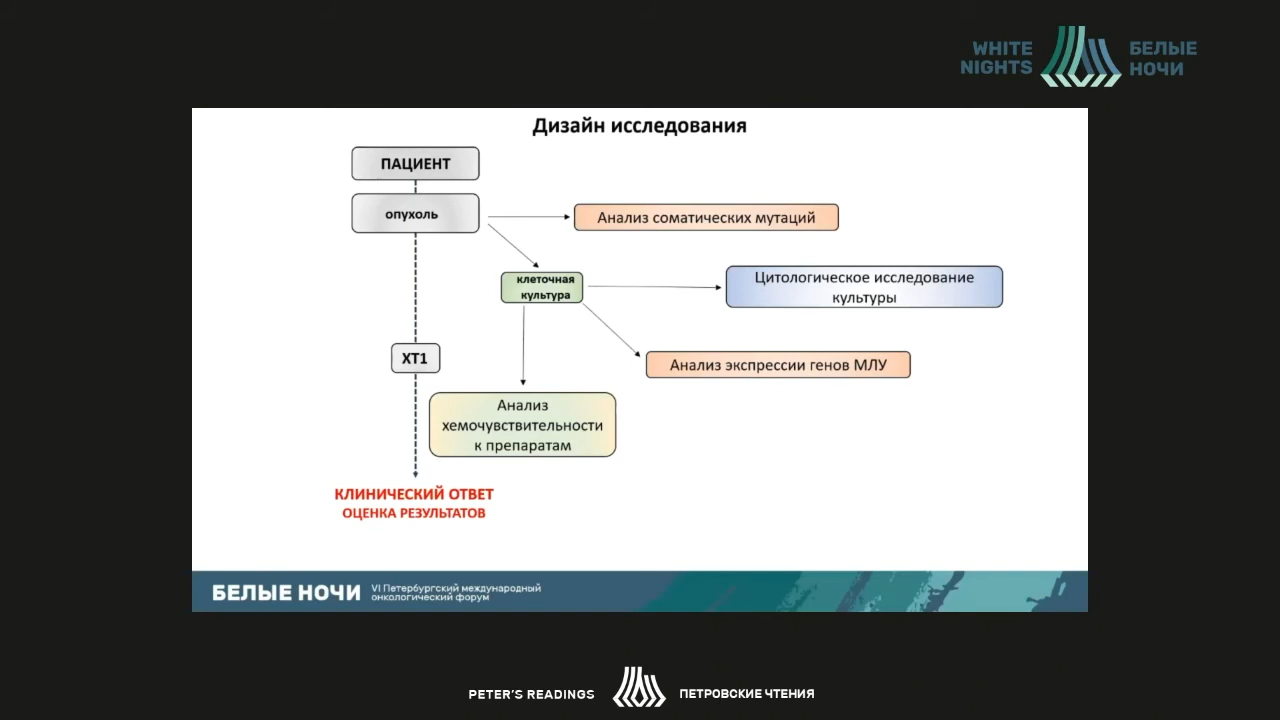 WHITE
NIGHTS
БЕЛЫЕ
НОЧИ
Дизайн исследования
ПАЦИЕНТ
опухоль
Анализ соматических мутаций
клеточная
культура
Цитологическое исследование
культуры
ХТ1
Анализ экспрессии генов МЛУ
Анализ
хемочувствительности
к препаратам
КЛИНИЧЕСКИЙ ОТВЕТ
ОЦЕНКА РЕЗУЛЬТАТОВ
БЕЛЫЕ НОЧИ
VI Петербургский международный
онкологический форум
PETER'S READINGS
ПЕТРОВСКИЕ ЧТЕНИЯ